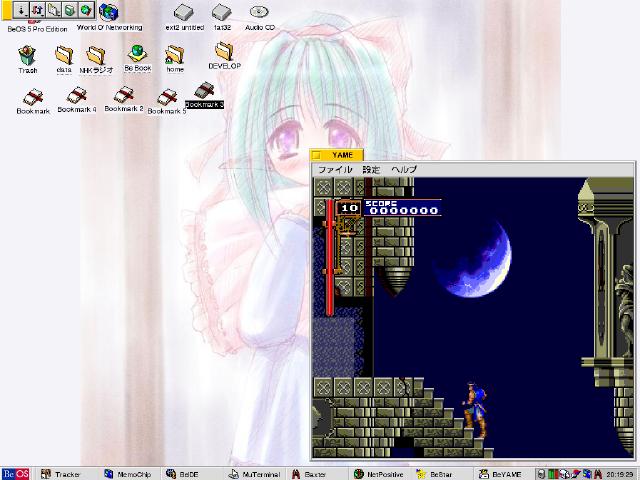 BeOS 5 Pro Edition
World O' Networking
ext2 untitled
fat32
Audio CD
Trash
data
NHKラジオ
Be Book
home
DEVELOP
Bookmark
Bookmark 4
Bookmark 2
Bookmark 5
Bookmark 3
YAME
ファイル 設定 ヘルプ
10
SCORE
0000000
BeOS
Tracker
MemoChip
BeIDE
MuTerminal
Baxter
NetPositive
BeStar
BeYAME
20:19:29